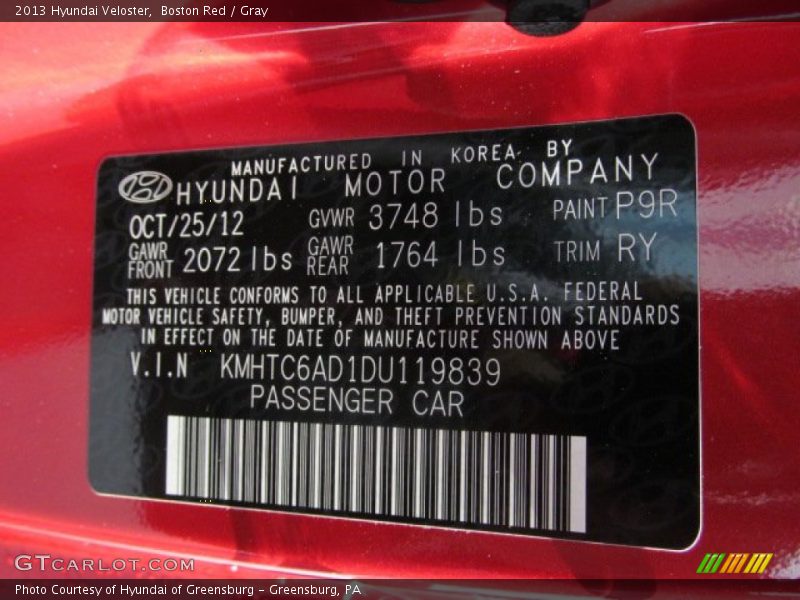 2013 Hyundai Veloster, Boston Red / Gray
MANUFACTURED IN KOREA BY
HYUNDAI MOTOR COMPANY
OCT/25/12 GVWR 3748 lbs PAINT P9R
GAWR FRONT 2072 lbs GAWR REAR 1764 lbs TRIM RY
THIS VEHICLE CONFORMS TO ALL APPLICABLE U.S.A. FEDERAL
MOTOR VEHICLE SAFETY, BUMPER, AND THEFT PREVENTION STANDARDS
IN EFFECT ON THE DATE OF MANUFACTURE SHOWN ABOVE
V.I.N KMHTC6AD1DU119839
PASSENGER CAR
GTCARLOT.COM
Photo Courtesy of Hyundai of Greensburg - Greensburg, PA